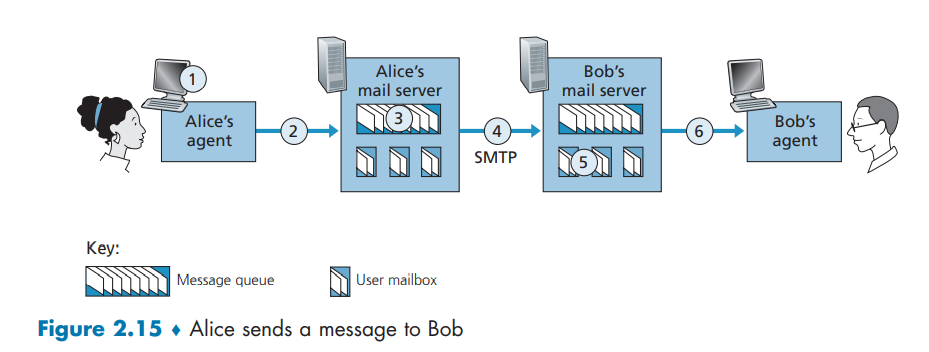 1
Alice's
agent
2
Alice's
mail server
3
4
SMTP
Bob's
mail server
5
6
Bob's
agent
Key:
Message queue
User mailbox
Figure 2.15 ♦ Alice sends a message to Bob